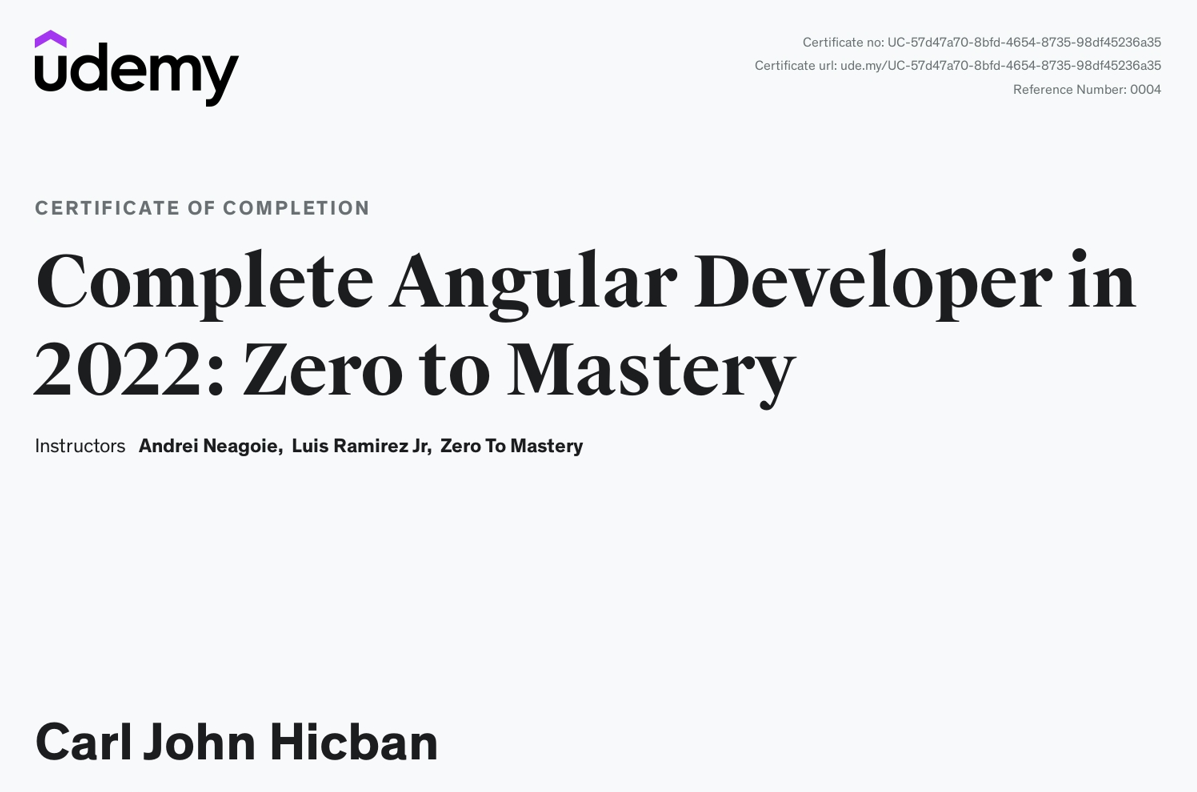 udemy
Certificate no: UC-57d47a70-8bfd-4654-8735-98df45236a35
Certificate url: ude.my/UC-57d47a70-8bfd-4654-8735-98df45236a35
Reference Number: 0004
CERTIFICATE OF COMPLETION
Complete Angular Developer in
2022: Zero to Mastery
Instructors Andrei Neagoie, Luis Ramirez Jr, Zero To Mastery
Carl John Hicban